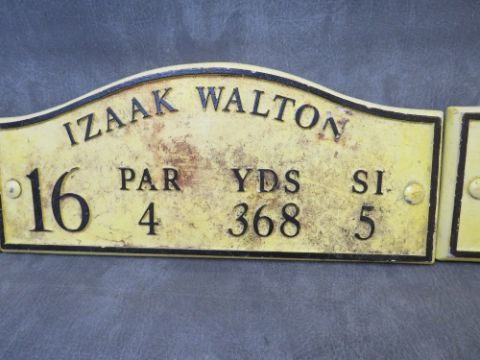 IZAAK WALTON
16 PAR YDS SI
4 368 5